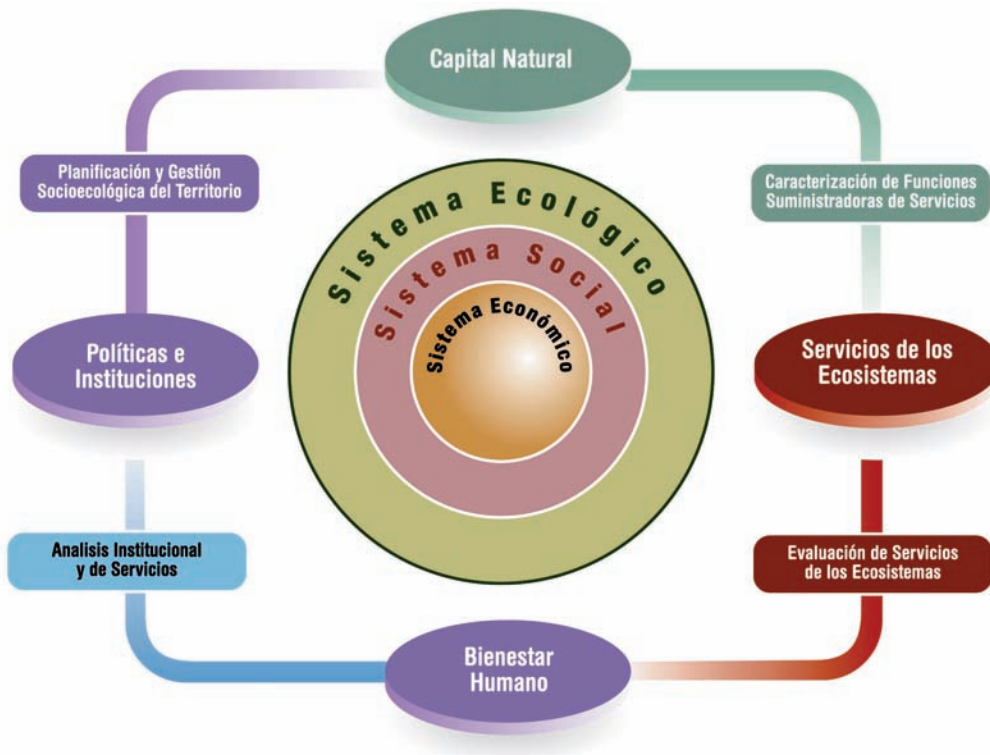 Capital Natural
Planificación y Gestión
Socioecológica del Territorio
Caracterización de Funciones
Suministradoras de Servicios
Sistema Ecológico
Sistema Social
Sistema Económico
Políticas e
Instituciones
Servicios de los
Ecosistemas
Analisis Institucional
y de Servicios
Evaluación de Servicios
de los Ecosistemas
Bienestar
Humano